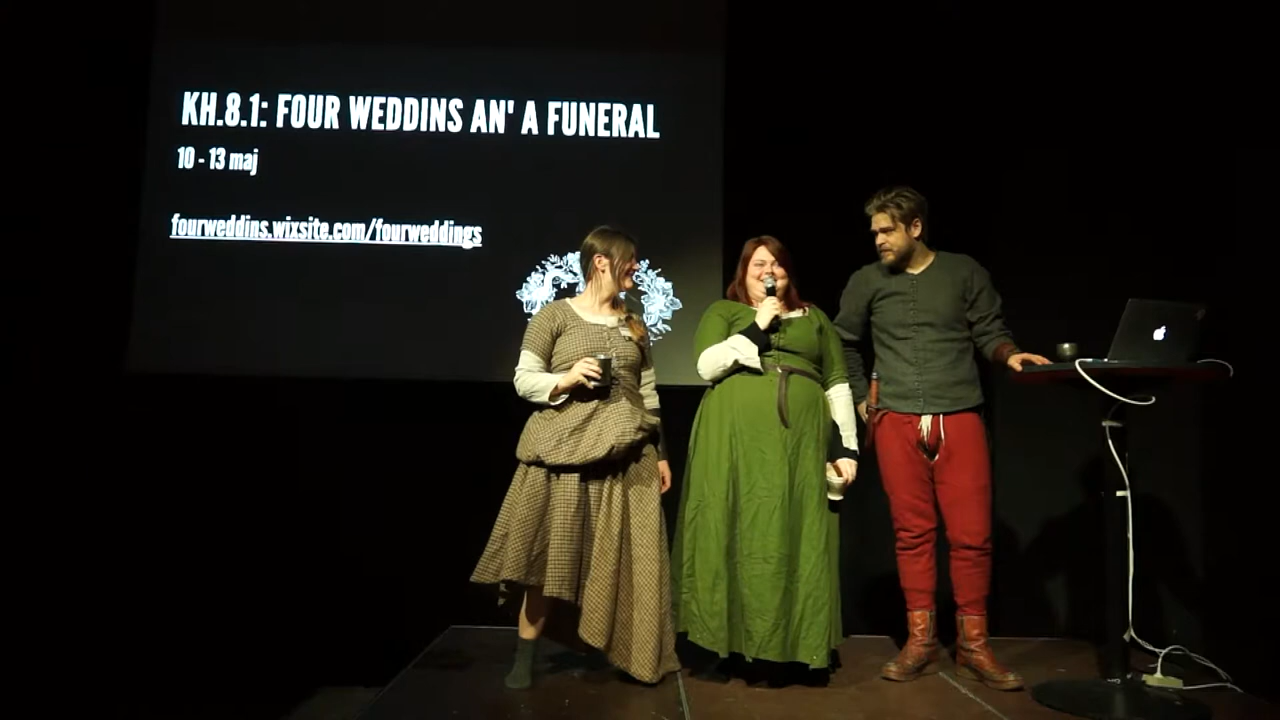 KH.8.1: FOUR WEDDINS AN' A FUNERAL
10 - 13 maj
fourweddins.wixsite.com/fourweddings